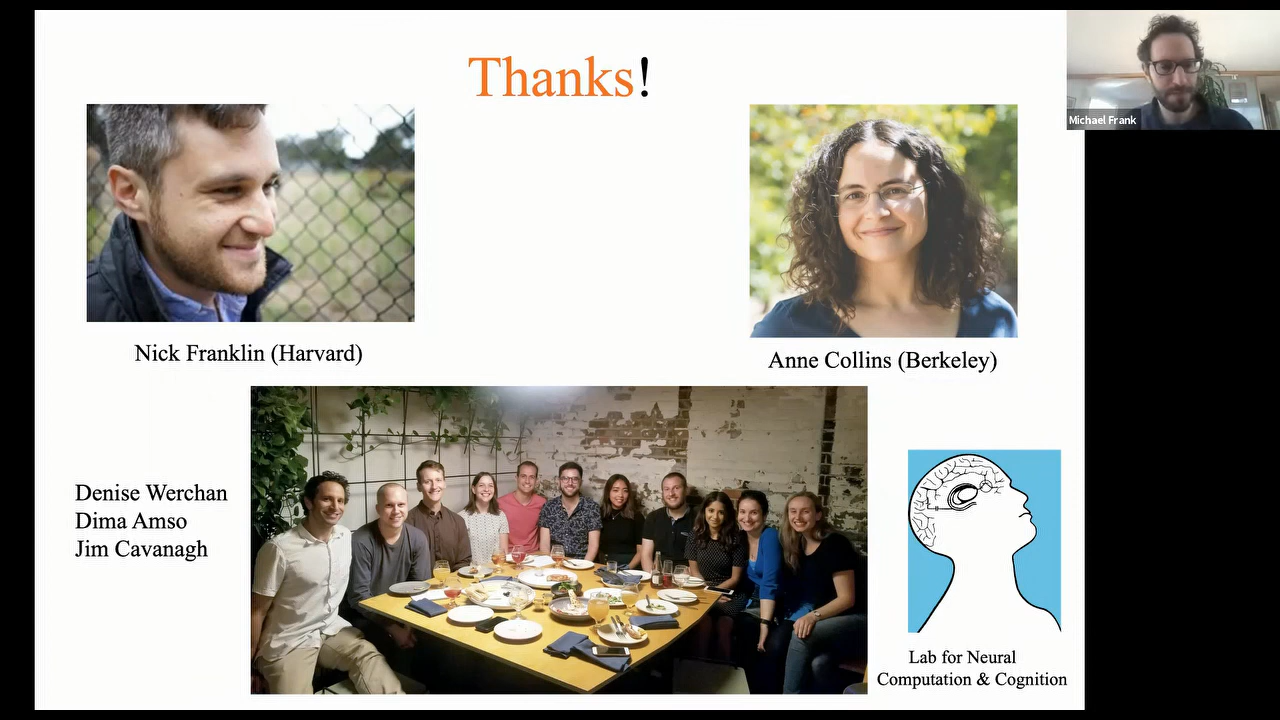 Thanks!
Michael Frank
Nick Franklin (Harvard)
Anne Collins (Berkeley)
Denise Werchan
Dima Amso
Jim Cavanagh
Lab for Neural
Computation & Cognition